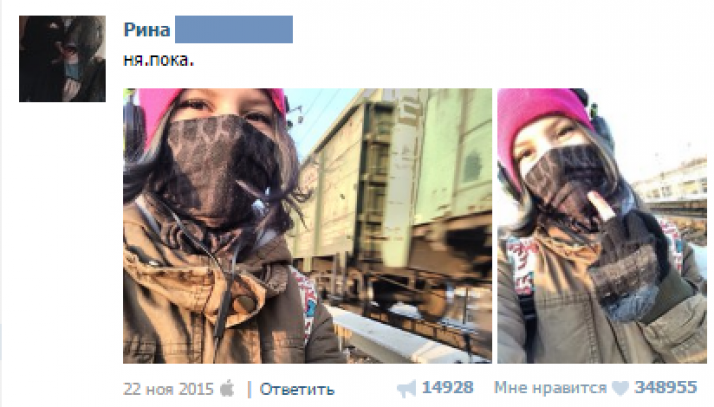 Рина
ня.пока.
22 ноя 2015 | Ответить 14928 Мне нравится 348955